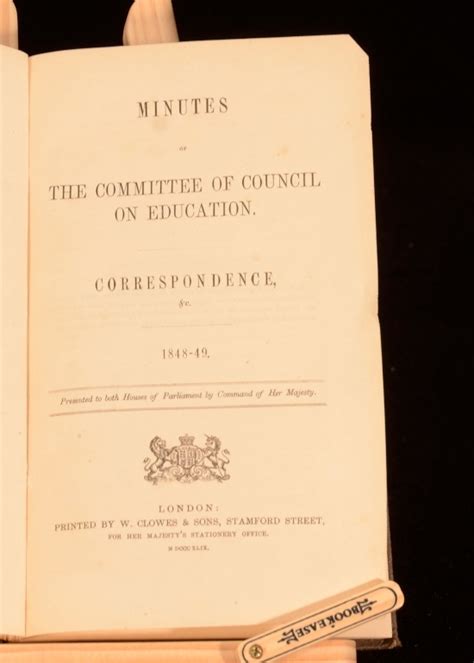 MINUTES
OF
THE COMMITTEE OF COUNCIL
ON EDUCATION.
CORRESPONDENCE,
&c.
1848-49.
Presented to both Houses of Parliament by Command of Her Majesty.
LONDON:
PRINTED BY W. CLOWES & SONS, STAMFORD STREET,
FOR HER MAJESTY'S STATIONERY OFFICE.
M DCCC XLIX.
BOOKEASE